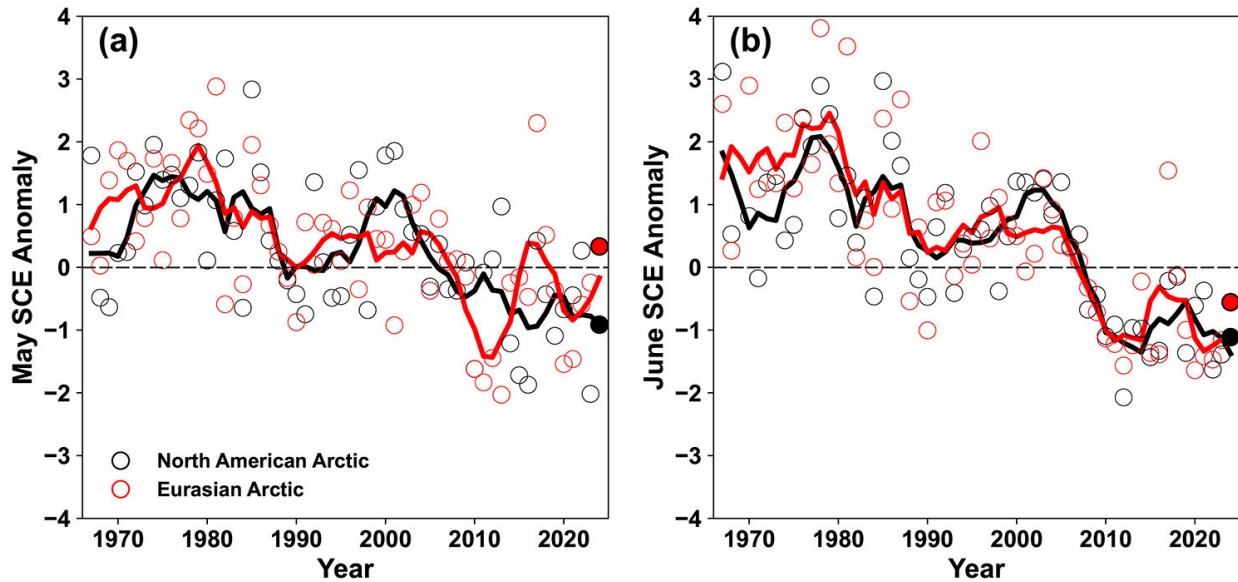 (a)
May SCE Anomaly
4
3
2
1
0
−1
−2
−3
−4
North American Arctic
Eurasian Arctic
1970 1980 1990 2000 2010 2020
Year
(b)
June SCE Anomaly
4
3
2
1
0
−1
−2
−3
−4
1970 1980 1990 2000 2010 2020
Year